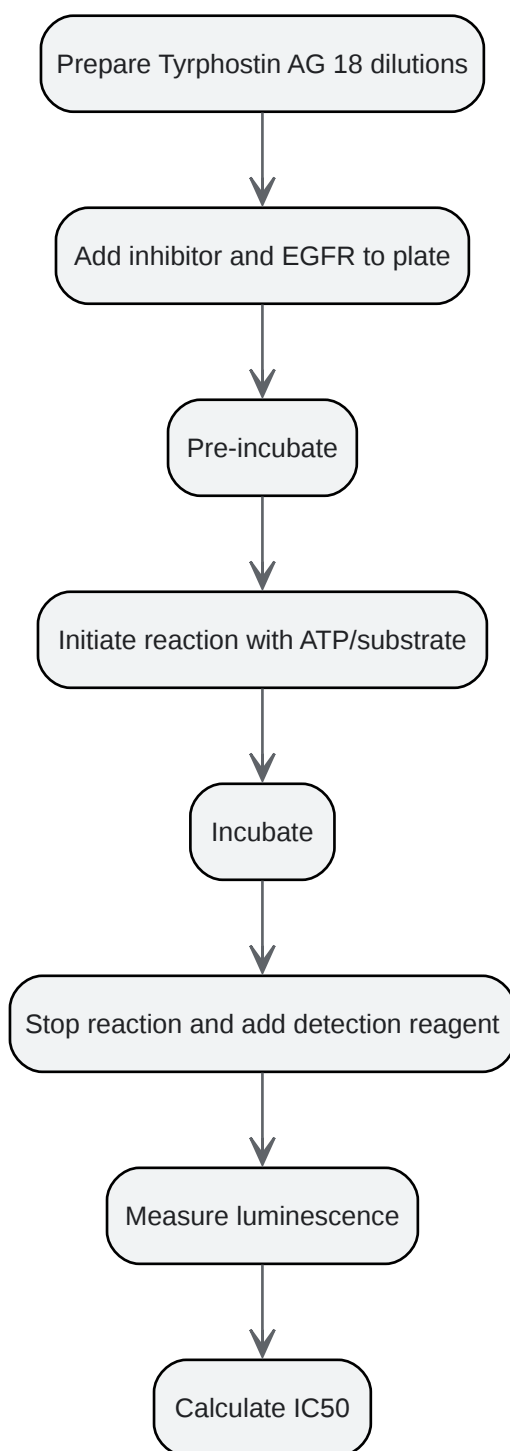 Prepare Tyrphostin AG 18 dilutions
Add inhibitor and EGFR to plate
Pre-incubate
Initiate reaction with ATP/substrate
Incubate
Stop reaction and add detection reagent
Measure luminescence
Calculate IC50